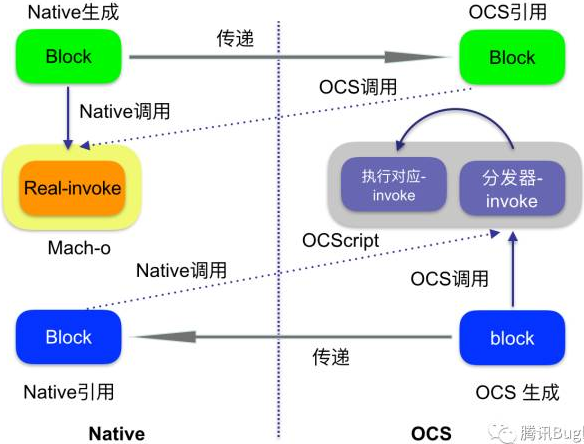 Native生成
OCS引用
Block
传递
Block
OCS调用
Native调用
Real-invoke
执行对应-
invoke
分发器-
invoke
Mach-o
OCScript
Native调用
OCS调用
Block
block
传递
Native引用
OCS 生成
Native
OCS
腾讯Bugl